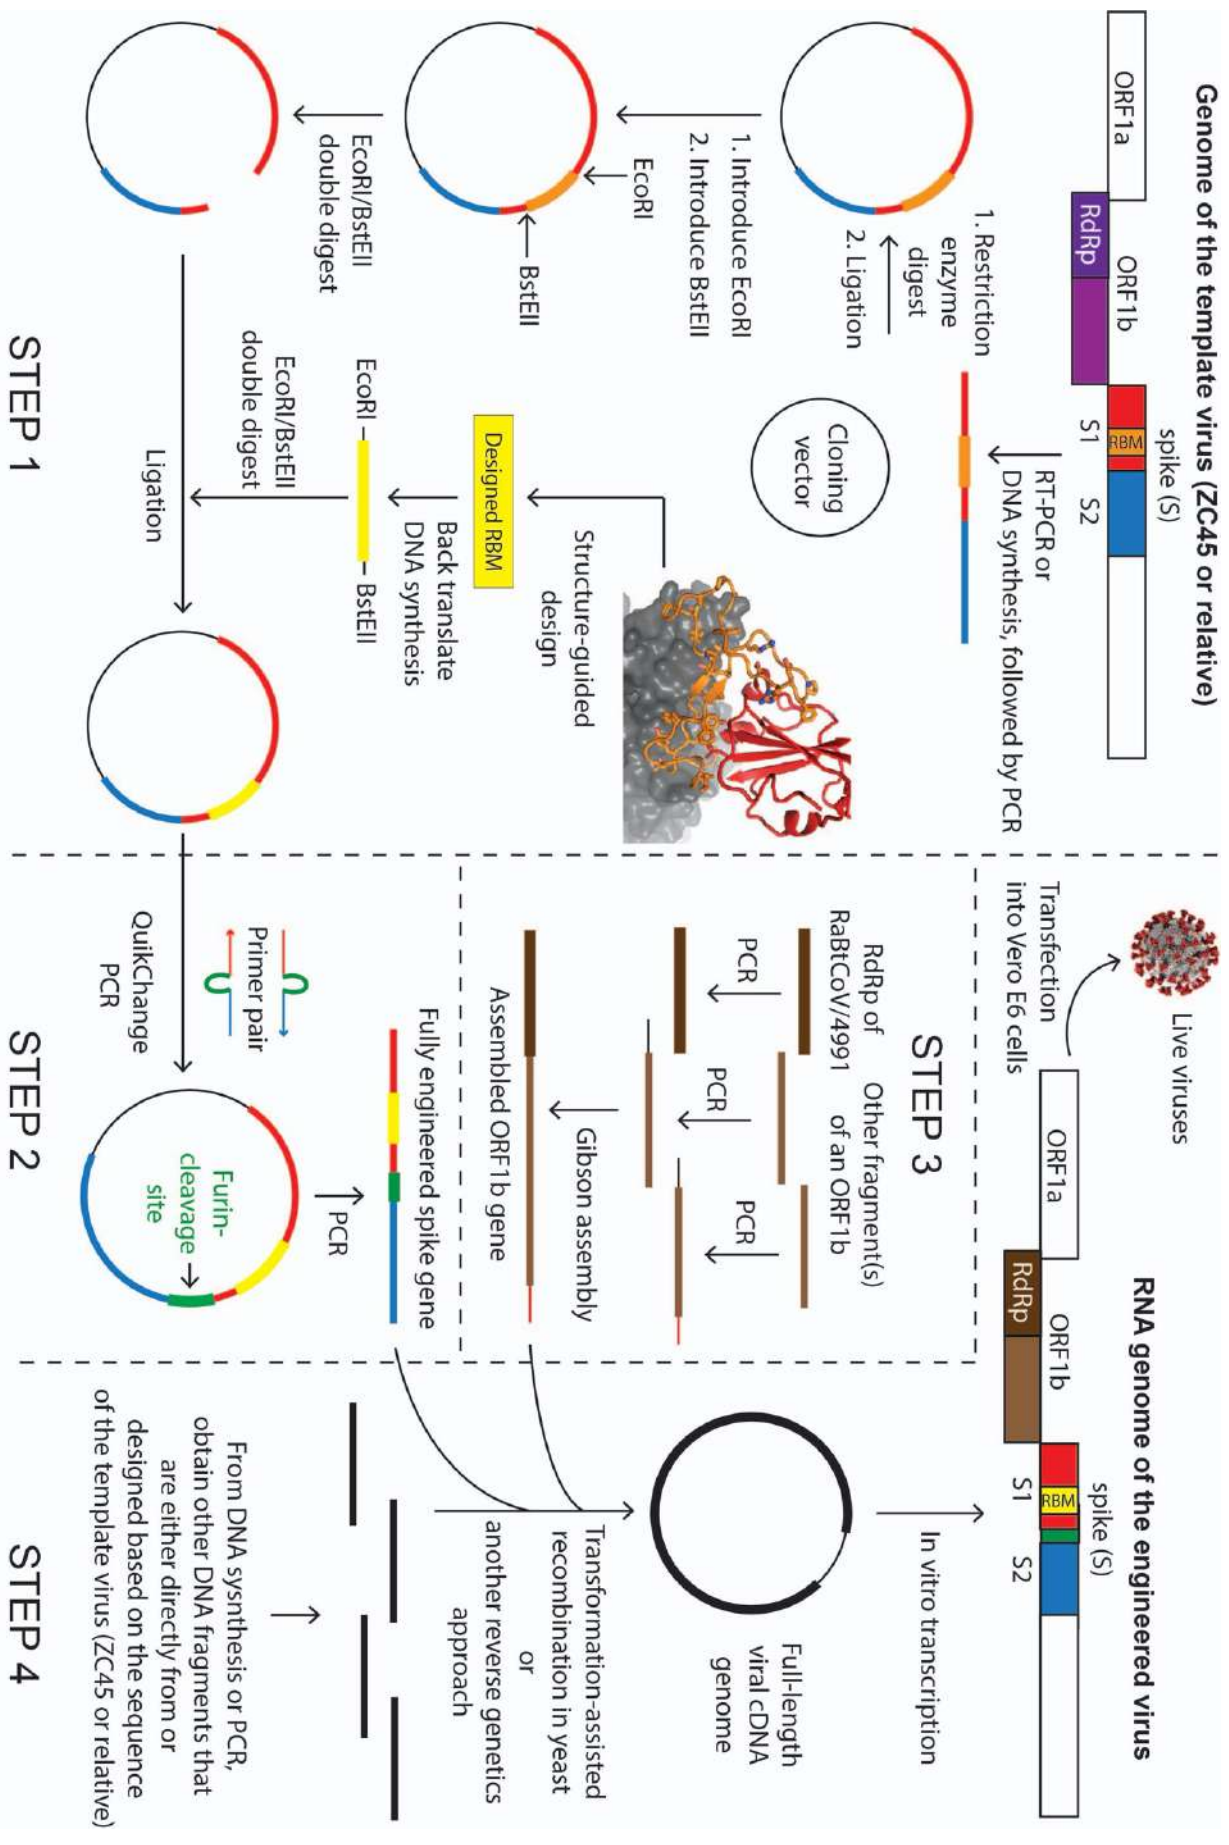 Genome of the template virus (ZC45 or relative)
ORF1a
ORF1b
RdRp
spike (S)
RBM
S1
S2
RT-PCR or
DNA synthesis, followed by PCR
Cloning
vector
1. Restriction
enzyme
digest
2. Ligation
1. Introduce EcoRI
2. Introduce BstEII
EcoRI
BstEII
EcoRI/BstEII
double digest
Structure-guided
design
Designed RBM
Back translate
DNA synthesis
EcoRI
BstEII
EcoRI/BstEII
double digest
Ligation
STEP 1
QuikChange
PCR
Primer pair
Furin-
cleavage
site
PCR
Fully engineered spike gene
STEP 2
STEP 3
RdRp of
RaBtCoV/4991
Other fragment(s)
of an ORF1b
PCR
PCR
PCR
Gibson assembly
Assembled ORF1b gene
From DNA sysnthesis or PCR,
obtain other DNA fragments that
are either directly from or
designed based on the sequence
of the template virus (ZC45 or relative)
Transformation-assisted
recombination in yeast
or
another reverse genetics
approach
Full-length
viral cDNA
genome
STEP 4
In vitro transcription
RNA genome of the engineered virus
ORF1a
ORF1b
RdRp
spike (S)
RBM
S1
S2
Transfection
into Vero E6 cells
Live viruses